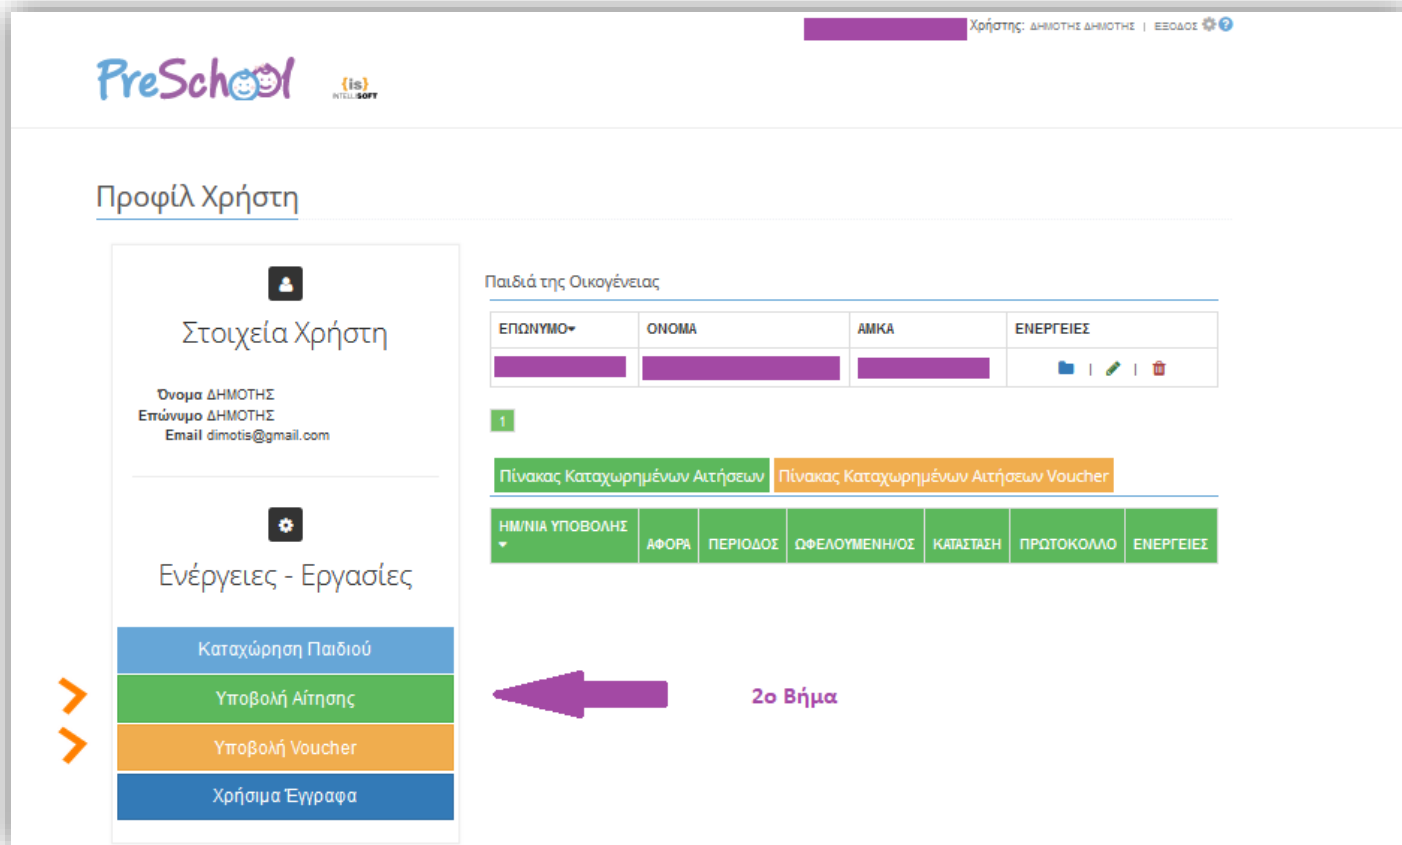 Χρήστης: ΔΗΜΟΤΗΣ ΔΗΜΟΤΗΣ | ΕΞΟΔΟΣ
PreSchool
{is}
INTELLISOFT
Προφίλ Χρήστη
Στοιχεία Χρήστη
Όνομα ΔΗΜΟΤΗΣ
Επώνυμο ΔΗΜΟΤΗΣ
Email dimotis@gmail.com
Ενέργειες - Εργασίες
Καταχώρηση Παιδιού
Υποβολή Αίτησης
Υποβολή Voucher
Χρήσιμα Έγγραφα
Παιδιά της Οικογένειας
ΕΠΩΝΥΜΟ ΟΝΟΜΑ ΑΜΚΑ ΕΝΕΡΓΕΙΕΣ
| |
1
Πίνακας Καταχωρημένων Αιτήσεων Πίνακας Καταχωρημένων Αιτήσεων Voucher
ΗΜ/ΝΙΑ ΥΠΟΒΟΛΗΣ ΑΦΟΡΑ ΠΕΡΙΟΔΟΣ ΩΦΕΛΟΥΜΕΝΗ/ΟΣ ΚΑΤΑΣΤΑΣΗ ΠΡΩΤΟΚΟΛΛΟ ΕΝΕΡΓΕΙΕΣ
2ο Βήμα